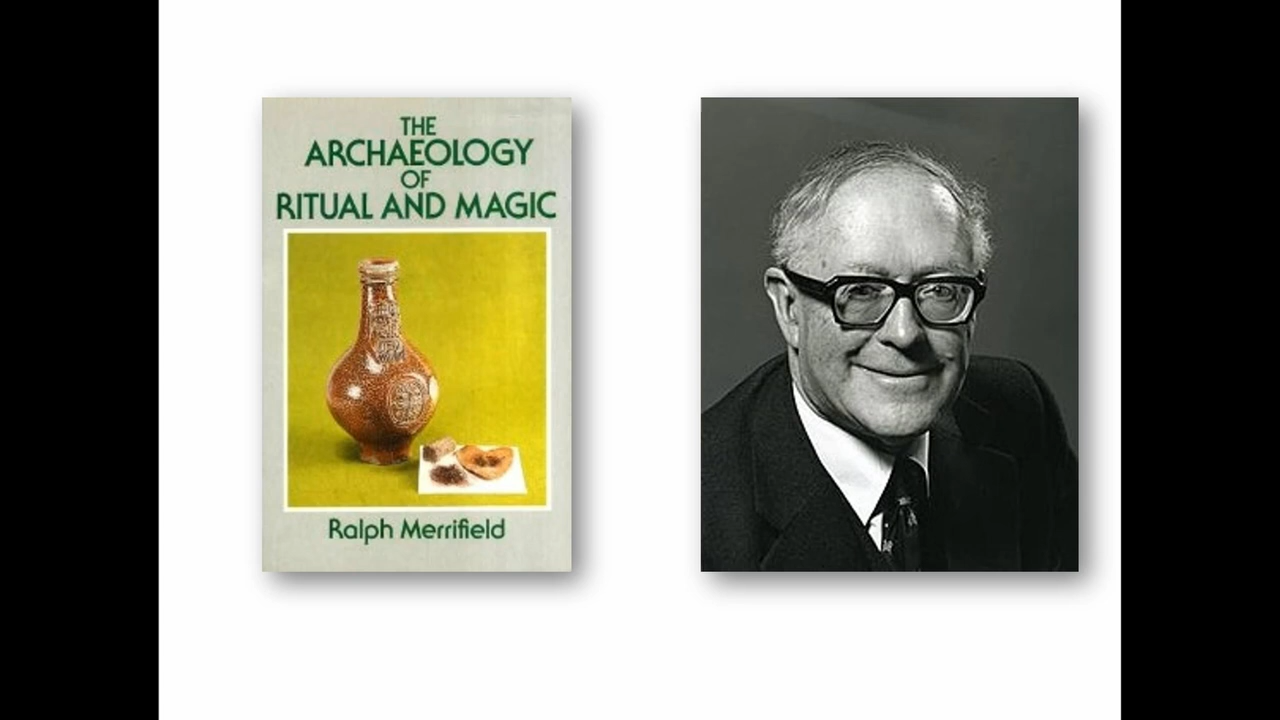 THE
ARCHAEOLOGY
OF
RITUAL AND MAGIC
Ralph Merrifield